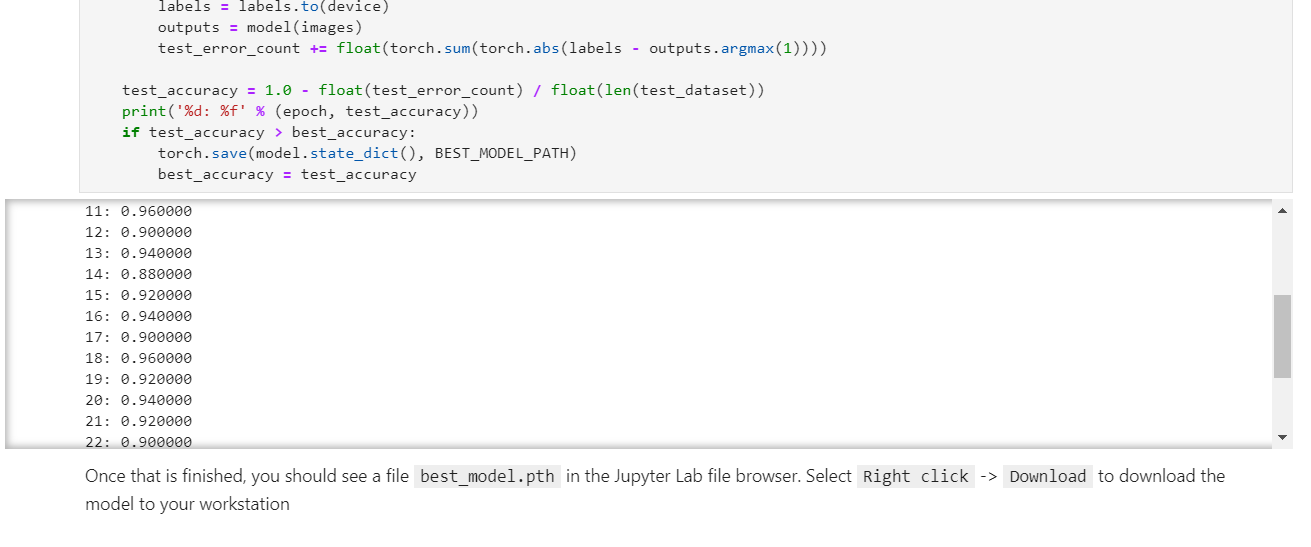 labels = labels.to(device)
outputs = model(images)
test_error_count += float(torch.sum(torch.abs(labels - outputs.argmax(1))))
test_accuracy = 1.0 - float(test_error_count) / float(len(test_dataset))
print('%d: %f' % (epoch, test_accuracy))
if test_accuracy > best_accuracy:
torch.save(model.state_dict(), BEST_MODEL_PATH)
best_accuracy = test_accuracy
11: 0.960000
12: 0.900000
13: 0.940000
14: 0.880000
15: 0.920000
16: 0.940000
17: 0.900000
18: 0.960000
19: 0.920000
20: 0.940000
21: 0.920000
22: 0.900000
Once that is finished, you should see a file best_model.pth in the Jupyter Lab file browser. Select Right click -> Download to download the
model to your workstation